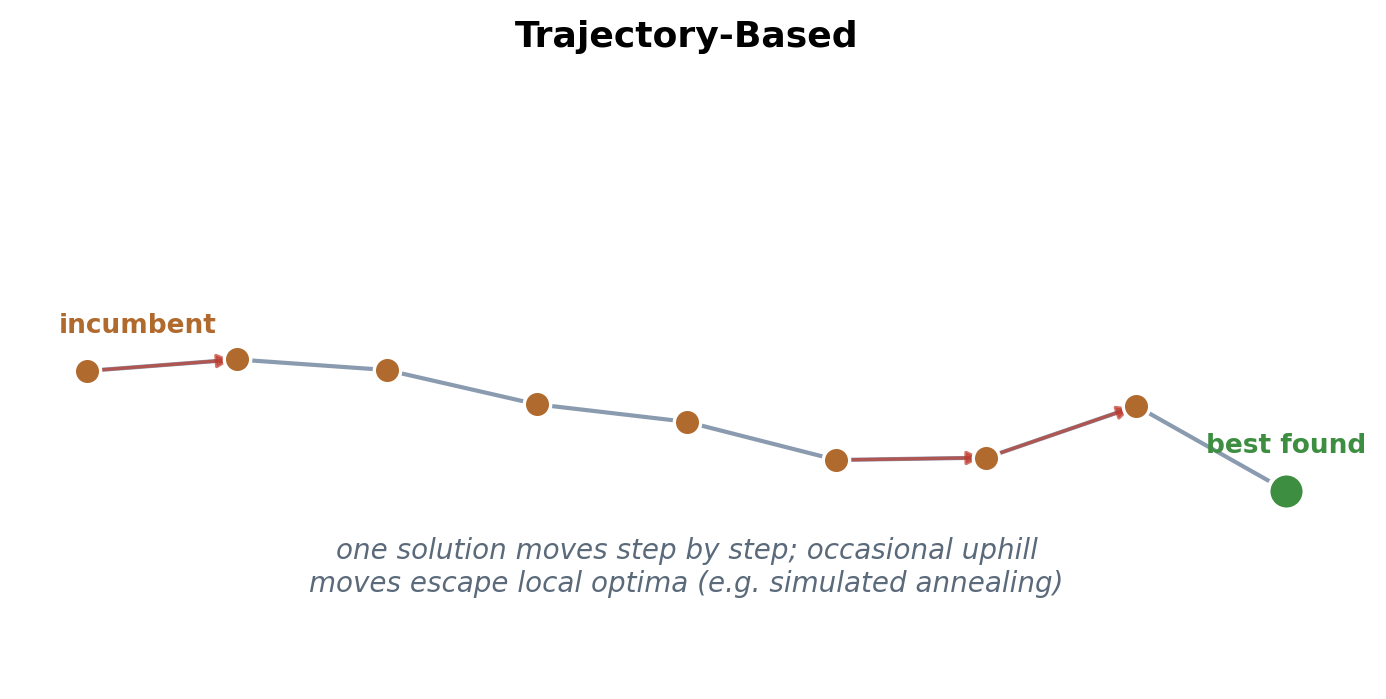 Trajectory-Based
incumbent
best found
one solution moves step by step; occasional uphill
moves escape local optima (e.g. simulated annealing)